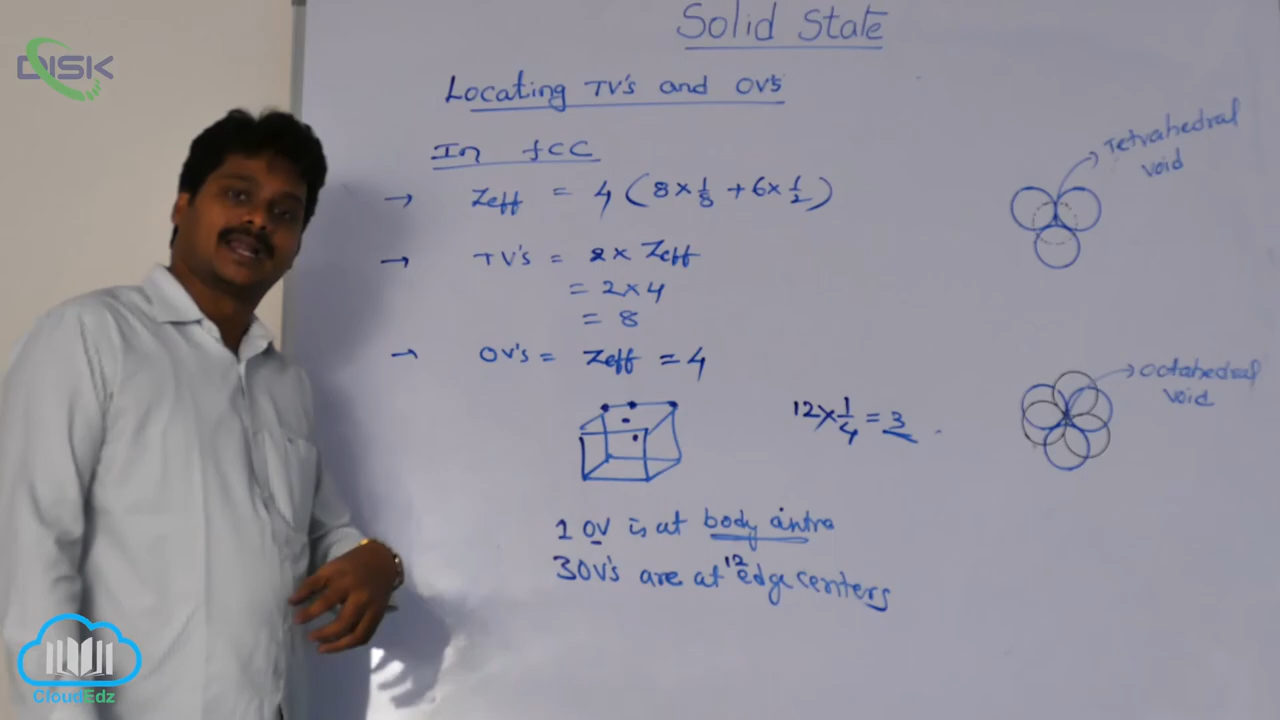 DISK
Solid State
Locating TV's and OV's
In fCC
→ Zeff = 4 ( 8 × 1/8 + 6 × 1/2 )
→ TV's = 2 × Zeff
= 2 × 4
= 8
→ OV's = Zeff = 4
12 × 1/4 = 3
1 OV is at body centre
3 OV's are at 12 edge centers
Tetrahedral
void
octahedral
void
CloudEdz